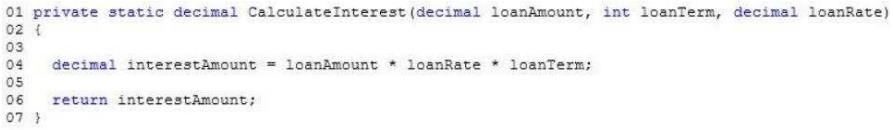 01 private static decimal CalculateInterest(decimal loanAmount, int loanTerm, decimal loanRate)
02 {
03
04   decimal interestAmount = loanAmount * loanRate * loanTerm;
05
06   return interestAmount;
07 }